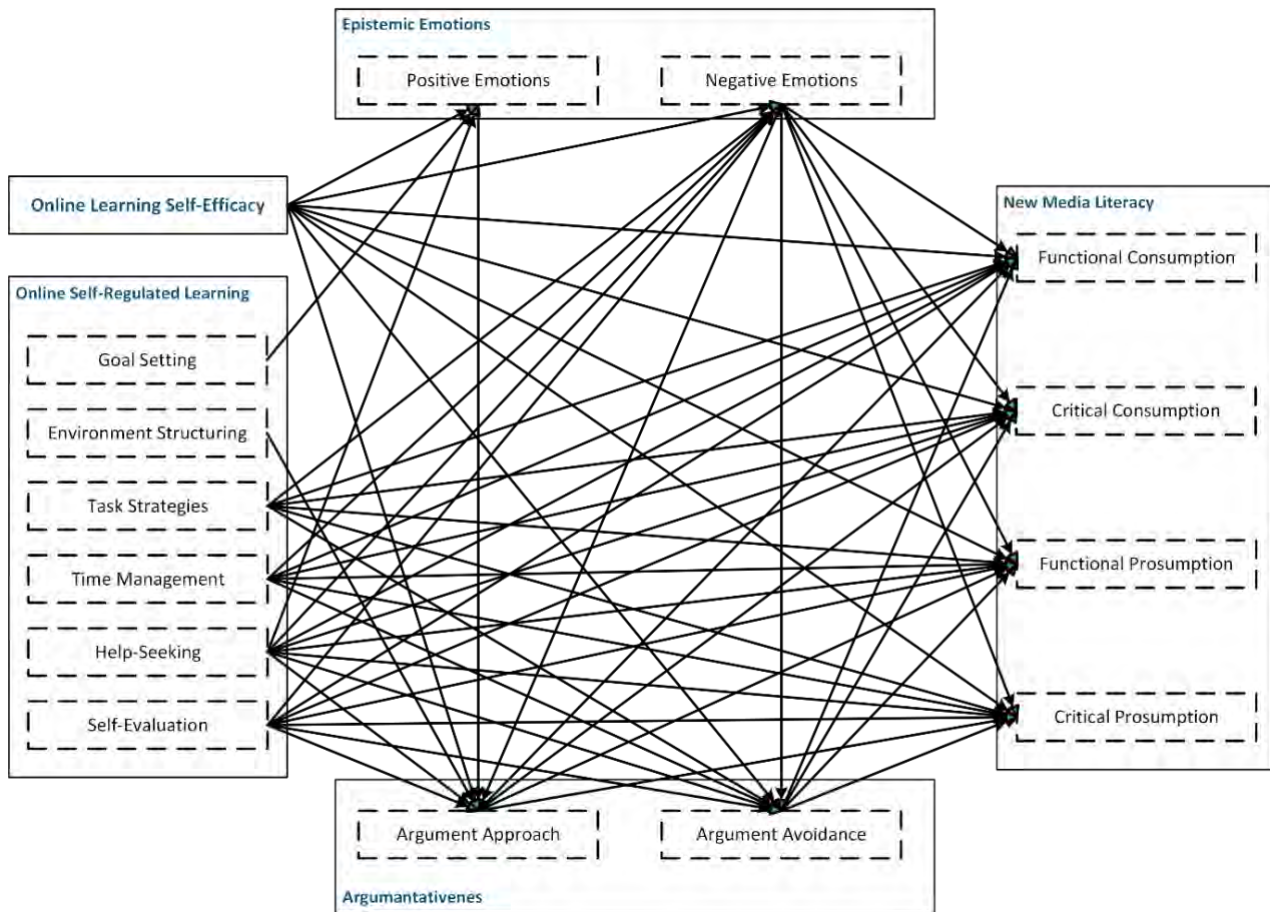 Epistemic Emotions
Positive Emotions
Negative Emotions
Online Learning Self-Efficacy
New Media Literacy
Functional Consumption
Critical Consumption
Functional Prosumption
Critical Prosumption
Online Self-Regulated Learning
Goal Setting
Environment Structuring
Task Strategies
Time Management
Help-Seeking
Self-Evaluation
Argument Approach
Argument Avoidance
Argumantativenes